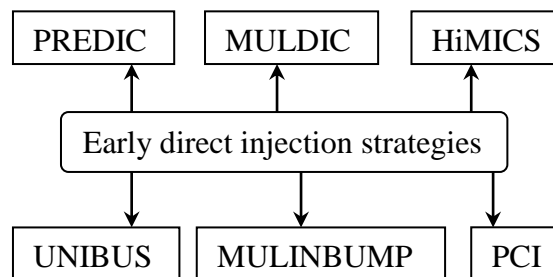 PREDIC MULDIC HiMICS
Early direct injection strategies
UNIBUS MULINBUMP PCI